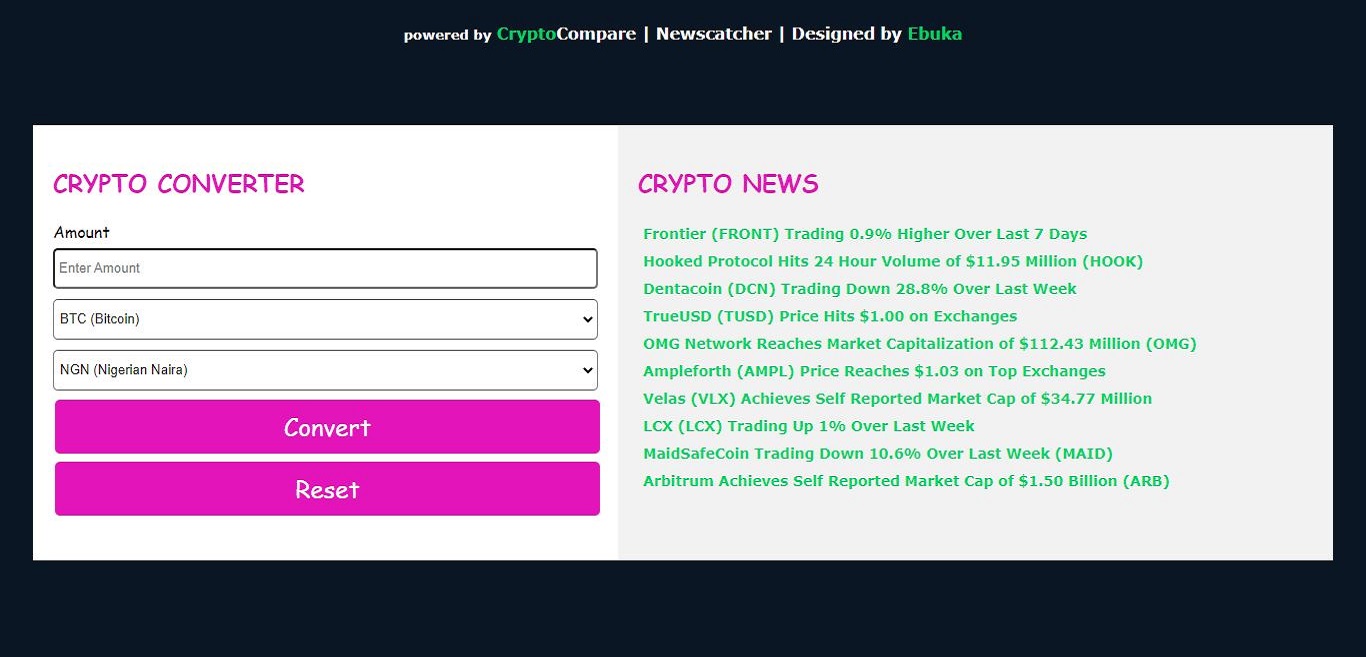 powered by CryptoCompare | Newscatcher | Designed by Ebuka
CRYPTO CONVERTER
Amount
Enter Amount
BTC (Bitcoin)
NGN (Nigerian Naira)
Convert
Reset
CRYPTO NEWS
Frontier (FRONT) Trading 0.9% Higher Over Last 7 Days
Hooked Protocol Hits 24 Hour Volume of $11.95 Million (HOOK)
Dentacoin (DCN) Trading Down 28.8% Over Last Week
TrueUSD (TUSD) Price Hits $1.00 on Exchanges
OMG Network Reaches Market Capitalization of $112.43 Million (OMG)
Ampleforth (AMPL) Price Reaches $1.03 on Top Exchanges
Velas (VLX) Achieves Self Reported Market Cap of $34.77 Million
LCX (LCX) Trading Up 1% Over Last Week
MaidSafeCoin Trading Down 10.6% Over Last Week (MAID)
Arbitrum Achieves Self Reported Market Cap of $1.50 Billion (ARB)